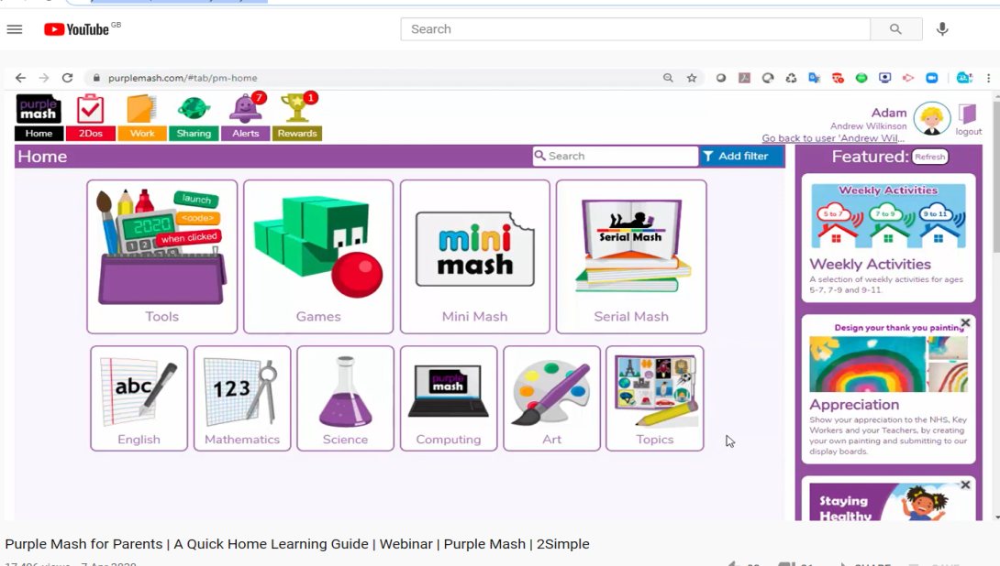 YouTube GB
Search
purplemash.com/#tab/pm-home
purple
mash
7
1
Home
2Dos
Work
Sharing
Alerts
Rewards
Adam
Andrew Wilkinson
Go back to user 'Andrew Wil...
logout
Home
Search
Add filter
Featured:
Refresh
launch
<code>
2020
when clicked
1 2
Tools
Games
mini
mash
Mini Mash
Serial Mash
Serial Mash
Weekly Activities
5 to 7
7 to 9
9 to 11
Weekly Activities
A selection of weekly activities for ages
5-7, 7-9 and 9-11.
abc
English
123
Mathematics
Science
purple
mash
Computing
Art
Topics
Design your thank you painting
Appreciation
Show your appreciation to the NHS, Key
Workers and your Teachers, by creating
your own painting and submitting to our
display boards.
Staying
Healthy
Purple Mash for Parents | A Quick Home Learning Guide | Webinar | Purple Mash | 2Simple